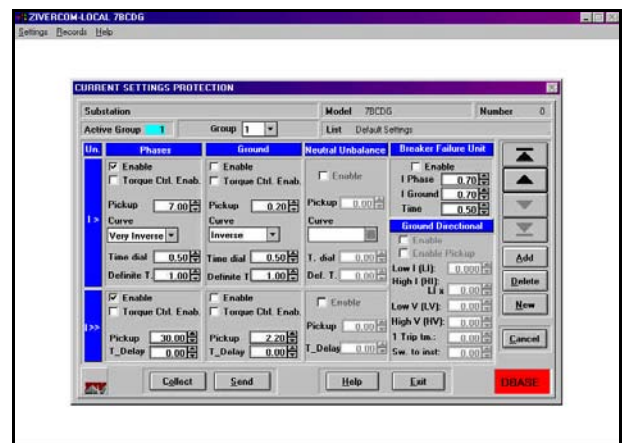 ZIVERCOM-LOCAL 7BCDG
Settings Records Help
CURRENT SETTINGS PROTECTION
Substation Model 7BCDG Number 0
Active Group 1 Group 1 List Default Settings
Un. Phases Ground Neutral Unbalance Breaker Failure Unit
Enable Enable Enable Enable
Torque Ctrl. Enab. Torque Ctrl. Enab. I Phase 0.70
I Ground 0.70
Pickup 7.00 Pickup 0.20 Pickup 0.00 Time 0.50
I > Curve Curve Curve Ground Directional
Very Inverse Inverse Enable
Enable Pickup
Time dial 0.50 Time dial 0.50 T. dial 0.00 Low I (LI): 0.000
Definite T. 1.00 Definite T 1.00 Def. T. 0.00 High I (HI):
LI x 0.00
Enable Enable Enable Low V (LV): 0.00
Torque Ctrl. Enab. Torque Ctrl. Enab. High V (HV): 0.00
I>> Pickup 30.00 Pickup 2.20 Pickup 0.00 1 Trip tm.: 0.00
T_Delay 0.00 T_Delay 0.00 T_Delay 0.00 Sw. to inst: 0.00
Add
Delete
New
Cancel
Collect Send Help Exit DBASE